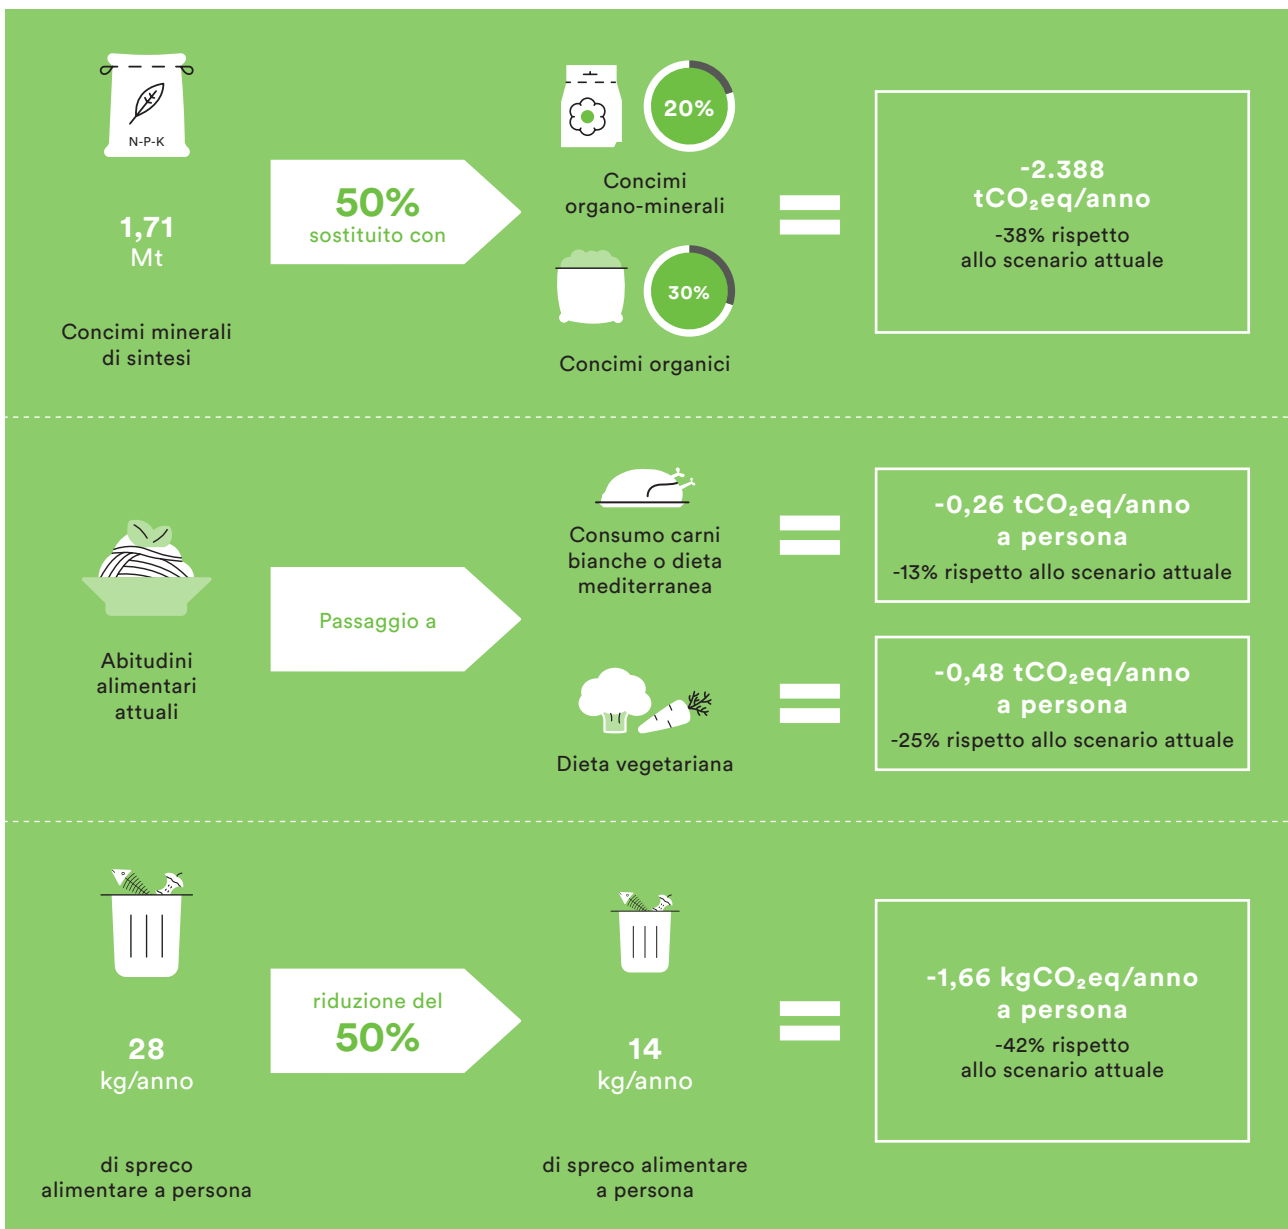 N-P-K
1,71
Mt
Concimi minerali
di sintesi
50%
sostituito con
20%
Concimi
organo-minerali
30%
Concimi organici
-2.388
tCO₂eq/anno
-38% rispetto
allo scenario attuale
Abitudini
alimentari
attuali
Passaggio a
Consumo carni
bianche o dieta
mediterranea
-0,26 tCO₂eq/anno
a persona
-13% rispetto allo scenario attuale
Dieta vegetariana
-0,48 tCO₂eq/anno
a persona
-25% rispetto allo scenario attuale
28
kg/anno
di spreco
alimentare a persona
riduzione del
50%
14
kg/anno
di spreco alimentare
a persona
-1,66 kgCO₂eq/anno
a persona
-42% rispetto
allo scenario attuale